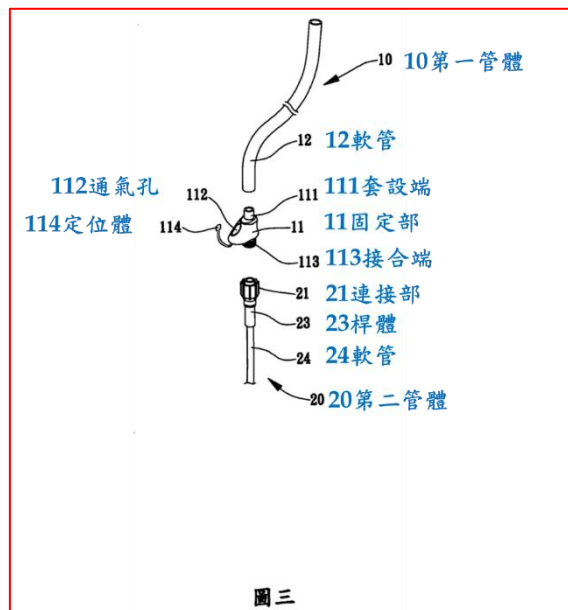 10 10第一管體
12 12軟管
112通氣孔 112 111 111套設端
114定位體 114 11 11固定部
113 113接合端
21 21連接部
23 23桿體
24 24軟管
20 20第二管體
圖三